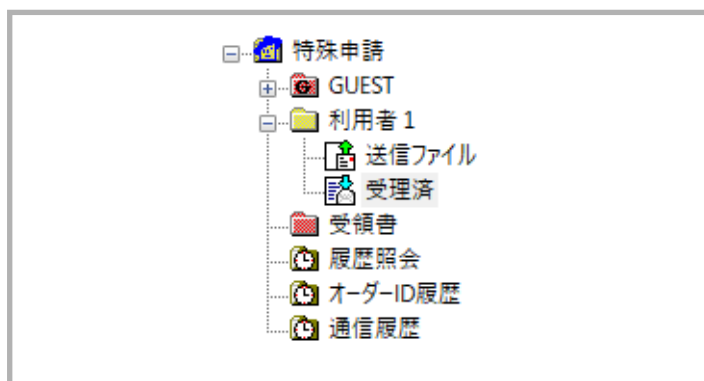 特殊申請
GUEST
利用者1
送信ファイル
受理済
受領書
履歴照会
オーダーID履歴
通信履歴